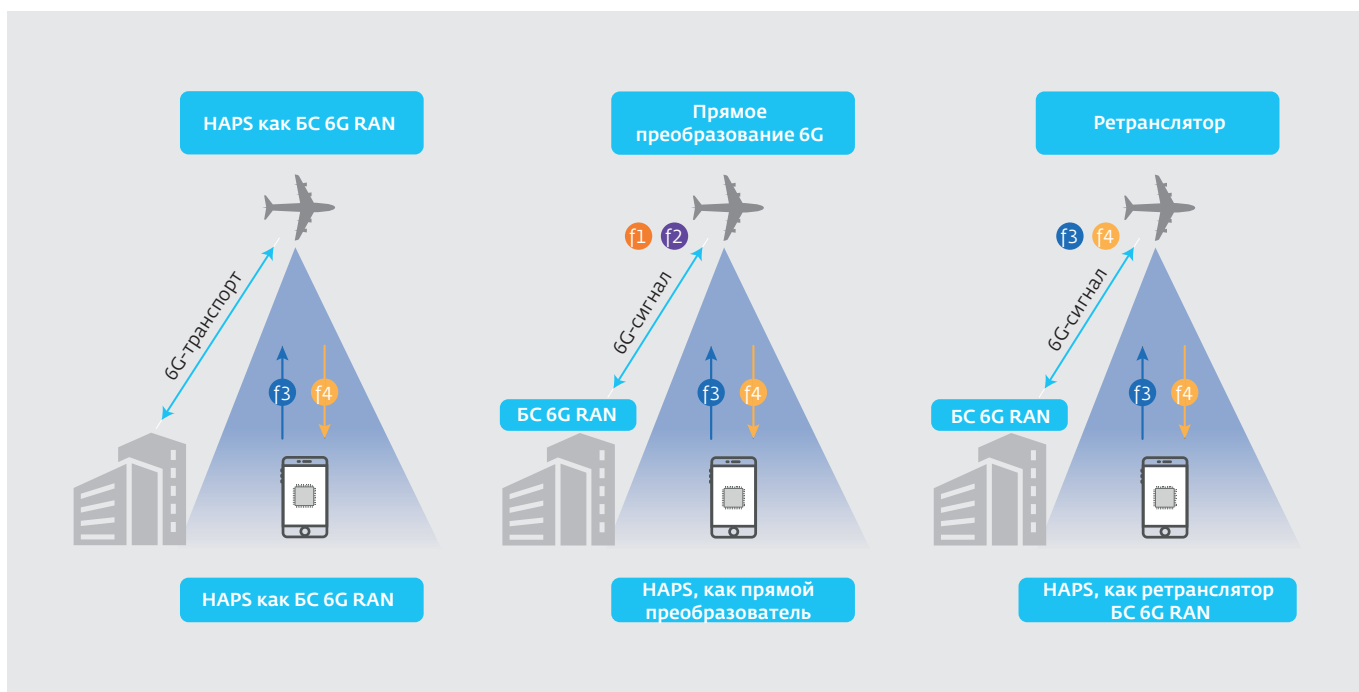 HAPS как БС 6G RAN
Прямое
преобразование 6G
Ретранслятор
f1 f2
f3 f4
6G-транспорт
6G-сигнал
6G-сигнал
f3 f4
f3 f4
f3 f4
БС 6G RAN
БС 6G RAN
HAPS как БС 6G RAN
HAPS, как прямой
преобразователь
HAPS, как ретранслятор
БС 6G RAN